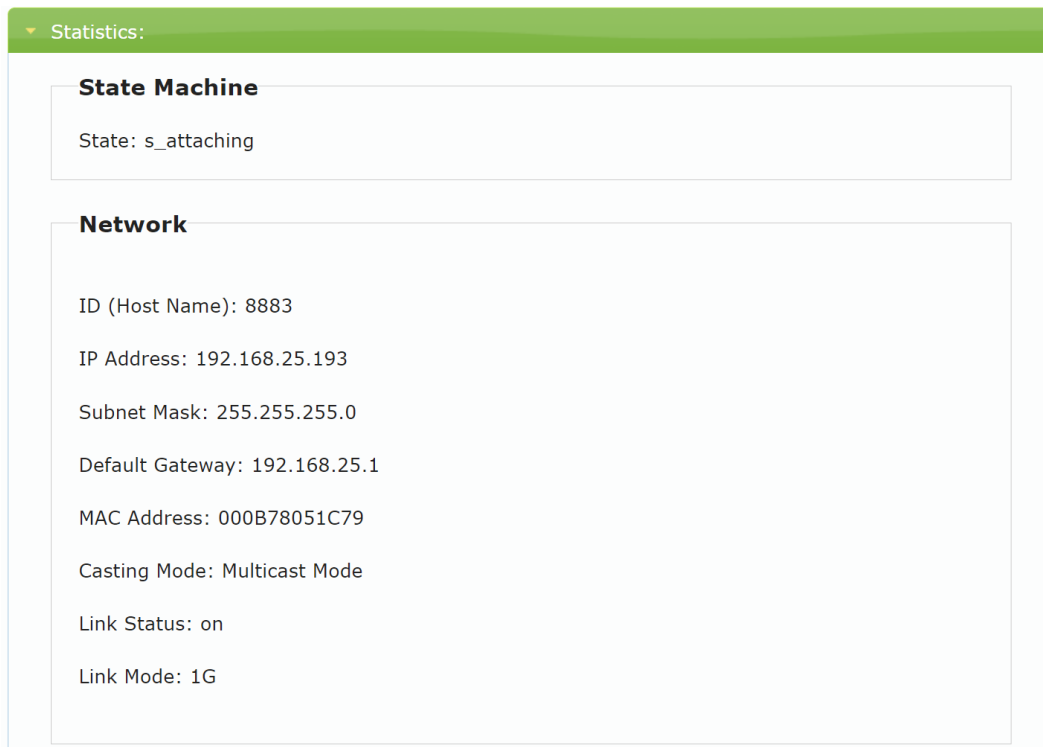 Statistics:
State Machine
State: s_attaching
Network
ID (Host Name): 8883
IP Address: 192.168.25.193
Subnet Mask: 255.255.255.0
Default Gateway: 192.168.25.1
MAC Address: 000B78051C79
Casting Mode: Multicast Mode
Link Status: on
Link Mode: 1G